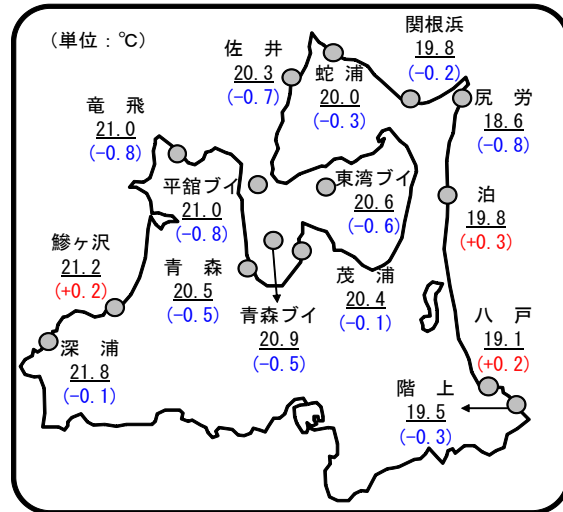 (単位：℃)
関根浜
19.8
(−0.2)
佐 井
20.3
(−0.7)
蛇 浦
20.0
(−0.3)
尻 労
18.6
(−0.8)
竜 飛
21.0
(−0.8)
平舘ブイ
21.0
(−0.8)
東湾ブイ
20.6
(−0.6)
泊
19.8
(+0.3)
鰺ヶ沢
21.2
(+0.2)
青 森
20.5
(−0.5)
青森ブイ
20.9
(−0.5)
茂 浦
20.4
(−0.1)
八 戸
19.1
(+0.2)
深 浦
21.8
(−0.1)
階 上
19.5
(−0.3)